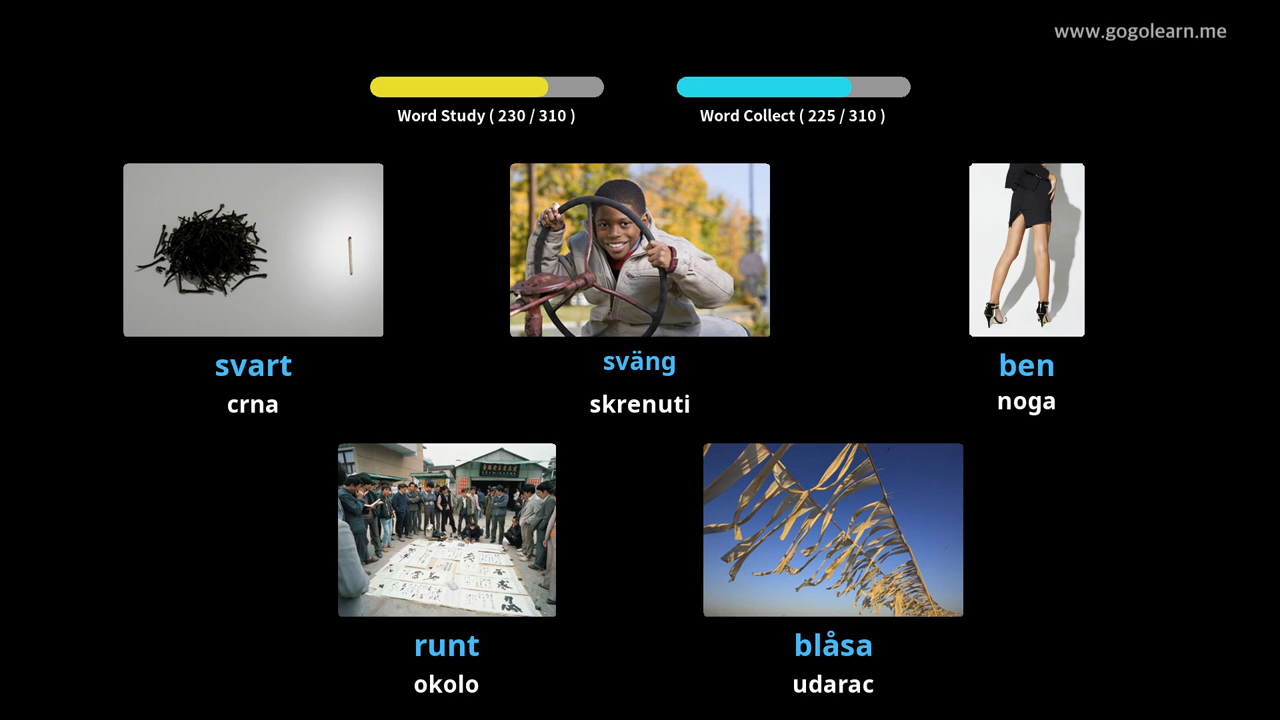 www.gogolearn.me
Word Study ( 230 / 310 )
Word Collect ( 225 / 310 )
svart
crna
sväng
skrenuti
ben
noga
runt
okolo
blåsa
udarac